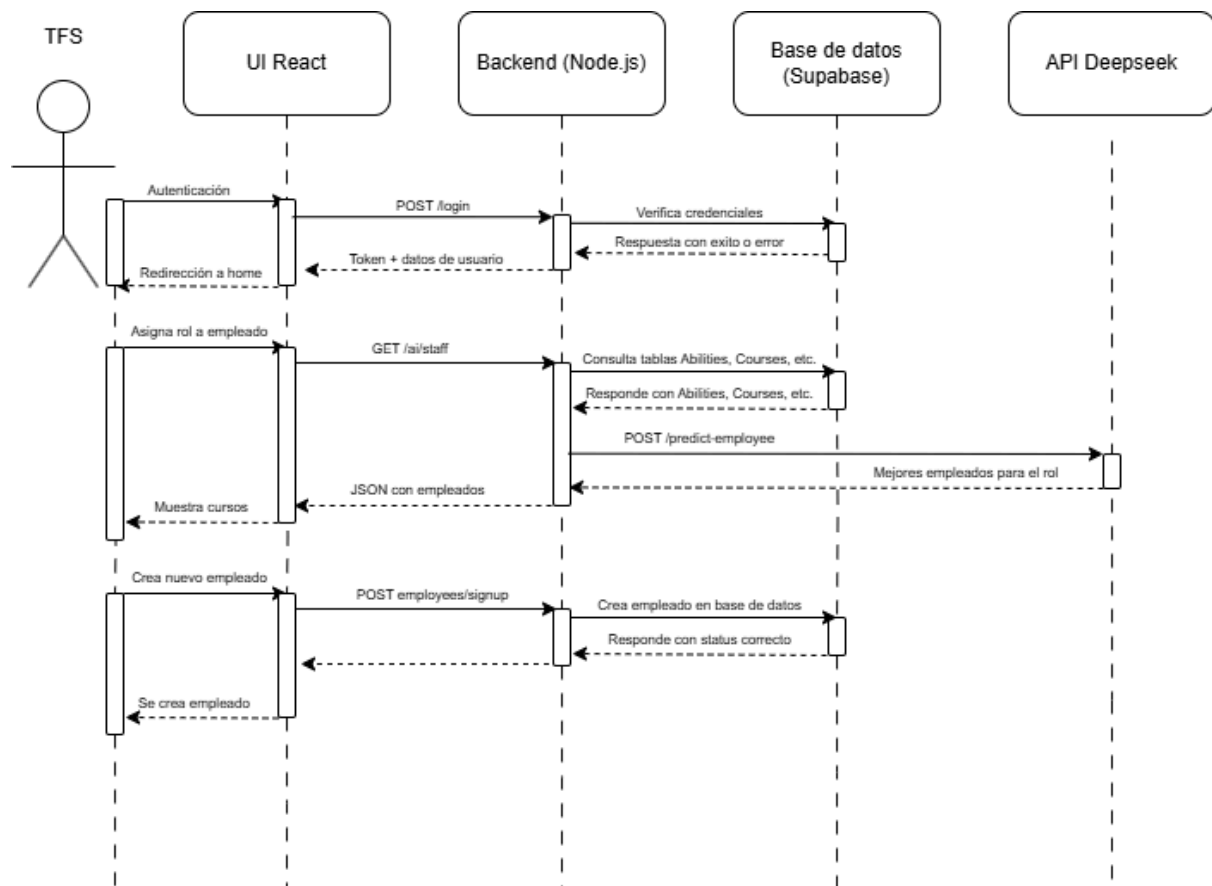 TFS
UI React
Backend (Node.js)
Base de datos
(Supabase)
API Deepseek
Autenticación
POST /login
Verifica credenciales
Respuesta con exito o error
Token + datos de usuario
Redirección a home
Asigna rol a empleado
GET /ai/staff
Consulta tablas Abilities, Courses, etc.
Responde con Abilities, Courses, etc.
POST /predict-employee
Mejores empleados para el rol
JSON con empleados
Muestra cursos
Crea nuevo empleado
POST employees/signup
Crea empleado en base de datos
Responde con status correcto
Se crea empleado